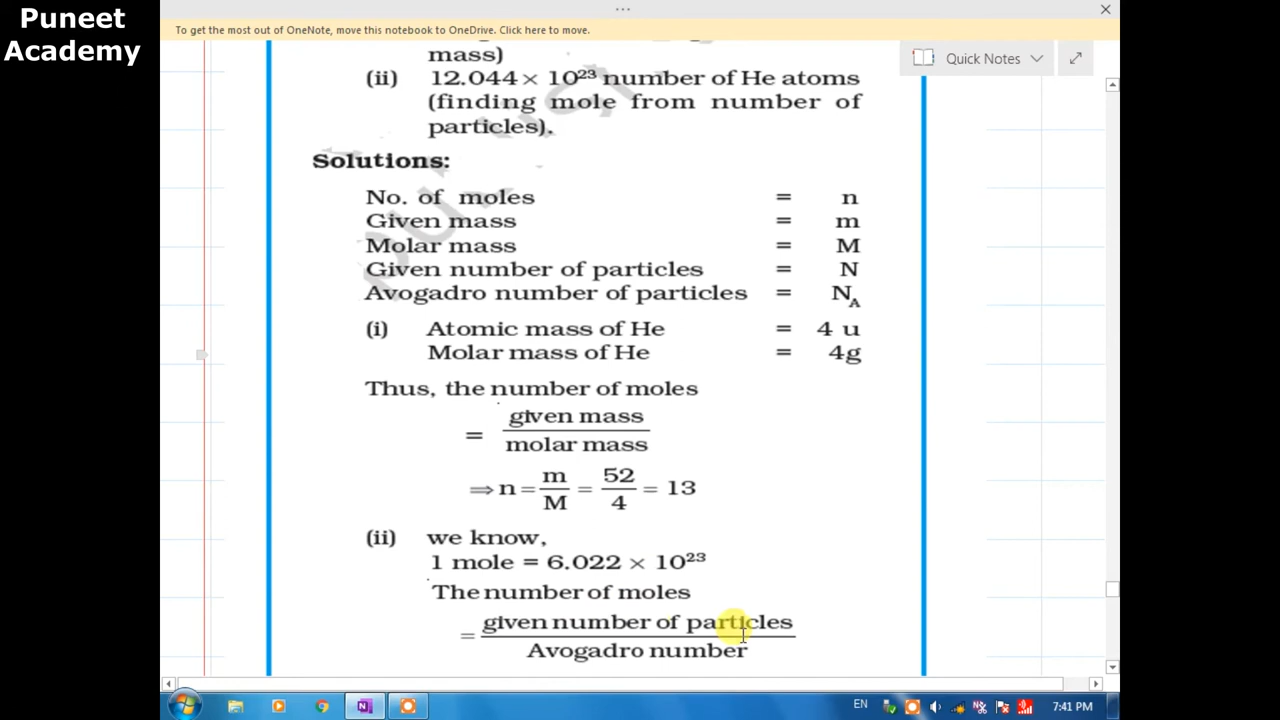 Puneet
Academy
To get the most out of OneNote, move this notebook to OneDrive. Click here to move.
Quick Notes
mass)
(ii) 12.044 × 10²³ number of He atoms
(finding mole from number of
particles).
Solutions:
No. of moles = n
Given mass = m
Molar mass = M
Given number of particles = N
Avogadro number of particles = N_A
(i) Atomic mass of He = 4 u
Molar mass of He = 4g
Thus, the number of moles
= given mass
molar mass
⇒ n = m/M = 52/4 = 13
(ii) we know,
1 mole = 6.022 × 10²³
The number of moles
= given number of particles
Avogadro number
EN
7:41 PM